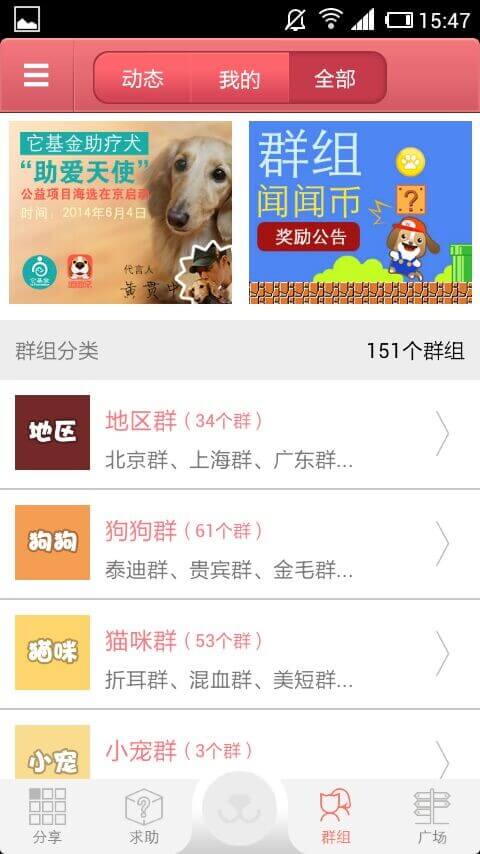 15:47
动态
我的
全部
它基金助疗犬
“助爱天使”
公益项目海选在京启动
时间：2014年6月4日
代言人
黄贯中
群组
闻闻币
奖励公告
群组分类
151个群组
地区
地区群（34个群）
北京群、上海群、广东群...
狗狗
狗狗群（61个群）
泰迪群、贵宾群、金毛群...
猫咪
猫咪群（53个群）
折耳群、混血群、美短群...
小宠
小宠群（3个群）
分享
求助
群组
广场